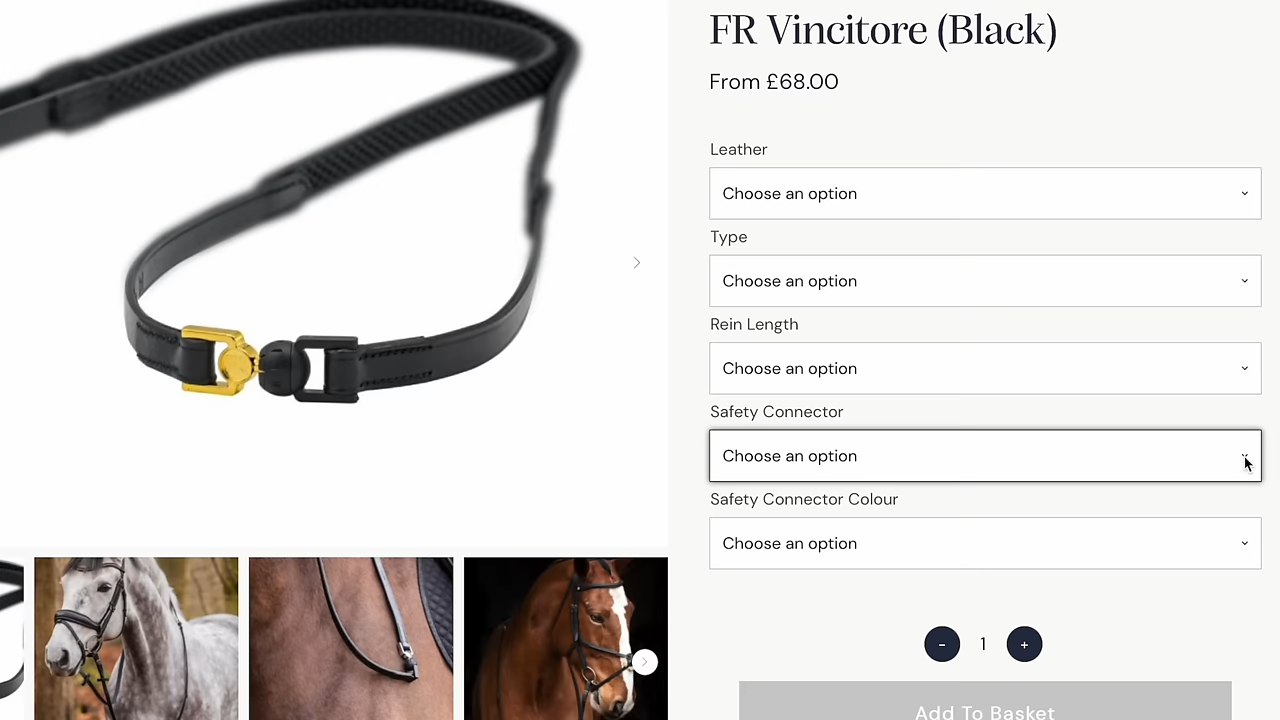 FR Vincitore (Black)
From £68.00
Leather
Choose an option
Type
Choose an option
Rein Length
Choose an option
Safety Connector
Choose an option
Safety Connector Colour
Choose an option
- 1 +
Add To Basket